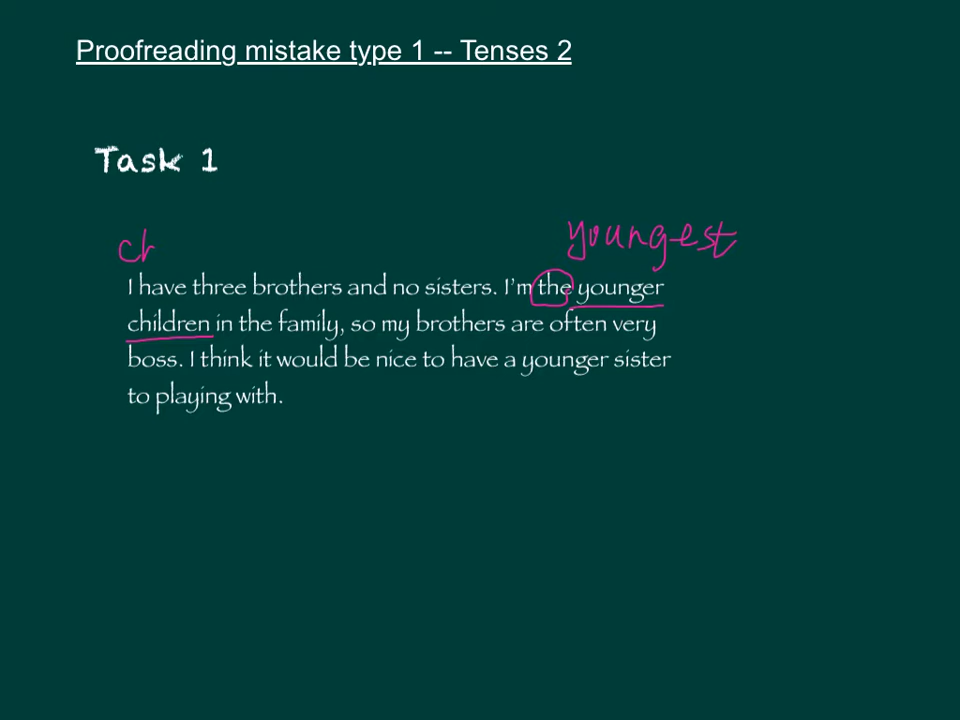 Proofreading mistake type 1 -- Tenses 2
Task 1
youngest
ch
I have three brothers and no sisters. I'm the younger
children in the family, so my brothers are often very
boss. I think it would be nice to have a younger sister
to playing with.